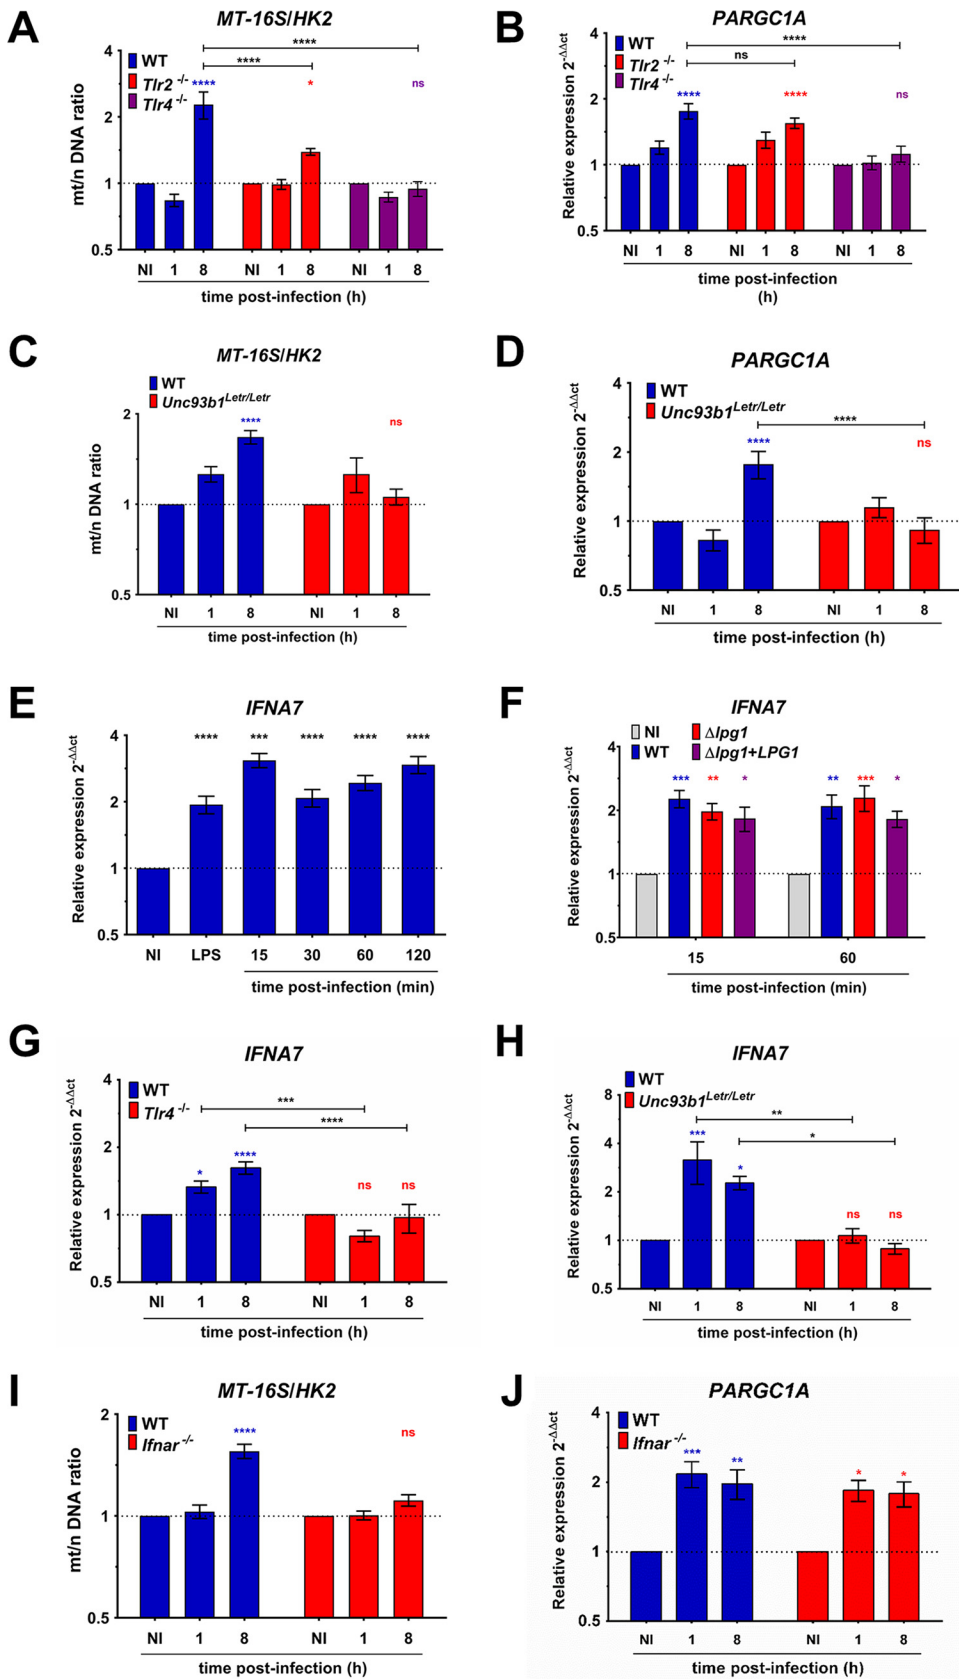 A
MT-16S/HK2
mt/n DNA ratio
4
2
1
0.5
WT
Tlr2 -/-
Tlr4 -/-
****
****
****
*
ns
NI 1 8 NI 1 8 NI 1 8
time post-infection (h)
B
PARGC1A
Relative expression 2-ΔΔct
4
2
1
0.5
WT
Tlr2 -/-
Tlr4 -/-
****
ns
****
****
ns
NI 1 8 NI 1 8 NI 1 8
time post-infection
(h)
C
MT-16S/HK2
mt/n DNA ratio
2
1
0.5
WT
Unc93b1Letr/Letr
****
ns
NI 1 8 NI 1 8
time post-infection (h)
D
PARGC1A
Relative expression 2-ΔΔct
4
2
1
0.5
WT
Unc93b1Letr/Letr
****
****
ns
NI 1 8 NI 1 8
time post-infection (h)
E
IFNA7
Relative expression 2-ΔΔct
4
2
1
0.5
**** *** **** **** ****
NI LPS 15 30 60 120
time post-infection (min)
F
IFNA7
Relative expression 2-ΔΔct
4
2
1
0.5
NI
WT
Δlpg1
Δlpg1+LPG1
*** ** * ** *** *
15 60
time post-infection (min)
G
IFNA7
Relative expression 2-ΔΔct
4
2
1
0.5
WT
Tlr4 -/-
***
****
* **** ns ns
NI 1 8 NI 1 8
time post-infection (h)
H
IFNA7
Relative expression 2-ΔΔct
8
4
2
1
0.5
WT
Unc93b1Letr/Letr
**
*
*** * ns ns
NI 1 8 NI 1 8
time post-infection (h)
I
MT-16S/HK2
mt/n DNA ratio
2
1
0.5
WT
Ifnar -/-
****
ns
NI 1 8 NI 1 8
time post-infection (h)
J
PARGC1A
Relative expression 2-ΔΔct
4
2
1
0.5
WT
Ifnar -/-
*** ** * *
NI 1 8 NI 1 8
time post-infection (h)